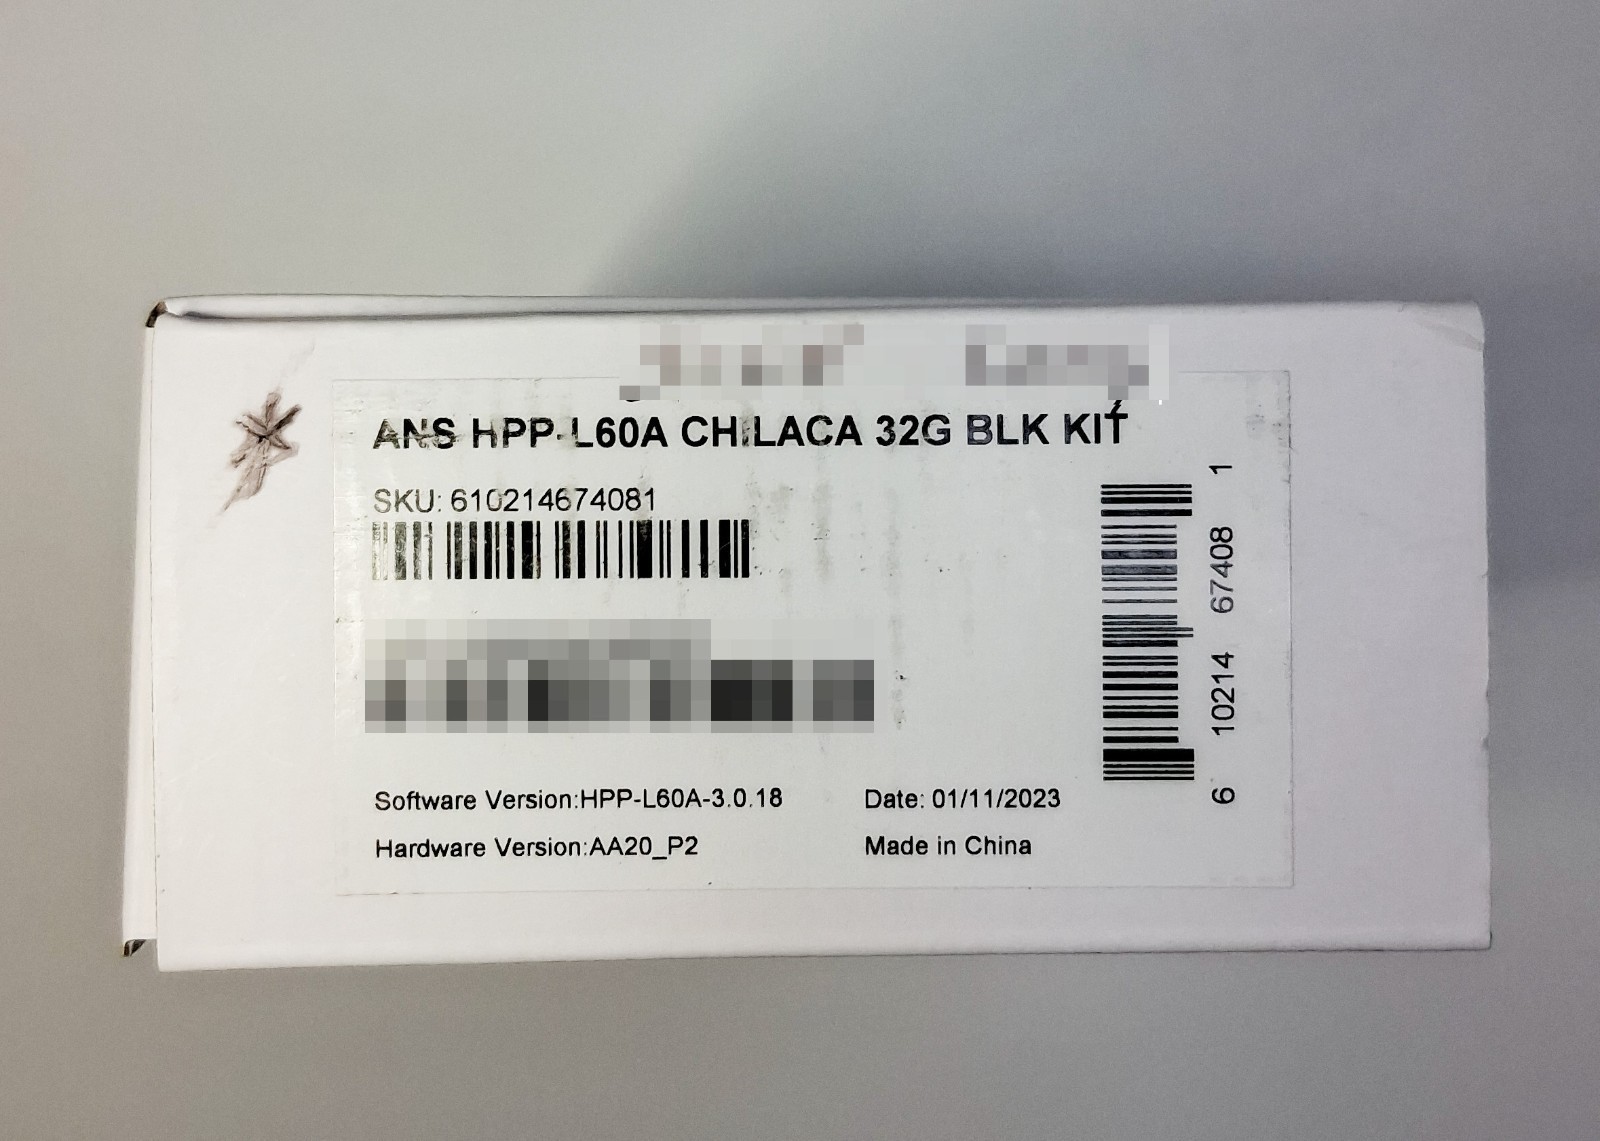 ANS HPP-L60A CHILACA 32G BLK KIT
SKU: 610214674081
Software Version:HPP-L60A-3.0.18
Date: 01/11/2023
Hardware Version:AA20_P2
Made in China
6 10214 67408 1